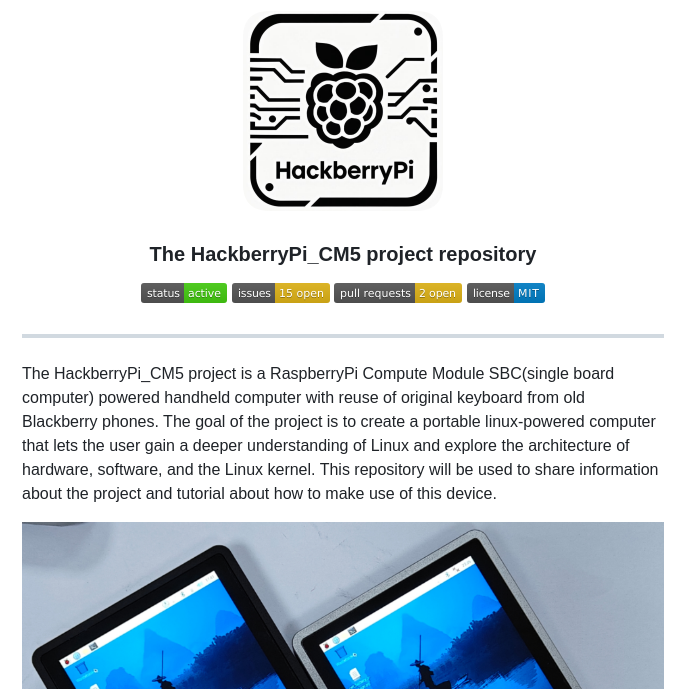 HackberryPi
The HackberryPi_CM5 project repository
status active issues 15 open pull requests 2 open license MIT
The HackberryPi_CM5 project is a RaspberryPi Compute Module SBC(single board
computer) powered handheld computer with reuse of original keyboard from old
Blackberry phones. The goal of the project is to create a portable linux-powered computer
that lets the user gain a deeper understanding of Linux and explore the architecture of
hardware, software, and the Linux kernel. This repository will be used to share information
about the project and tutorial about how to make use of this device.